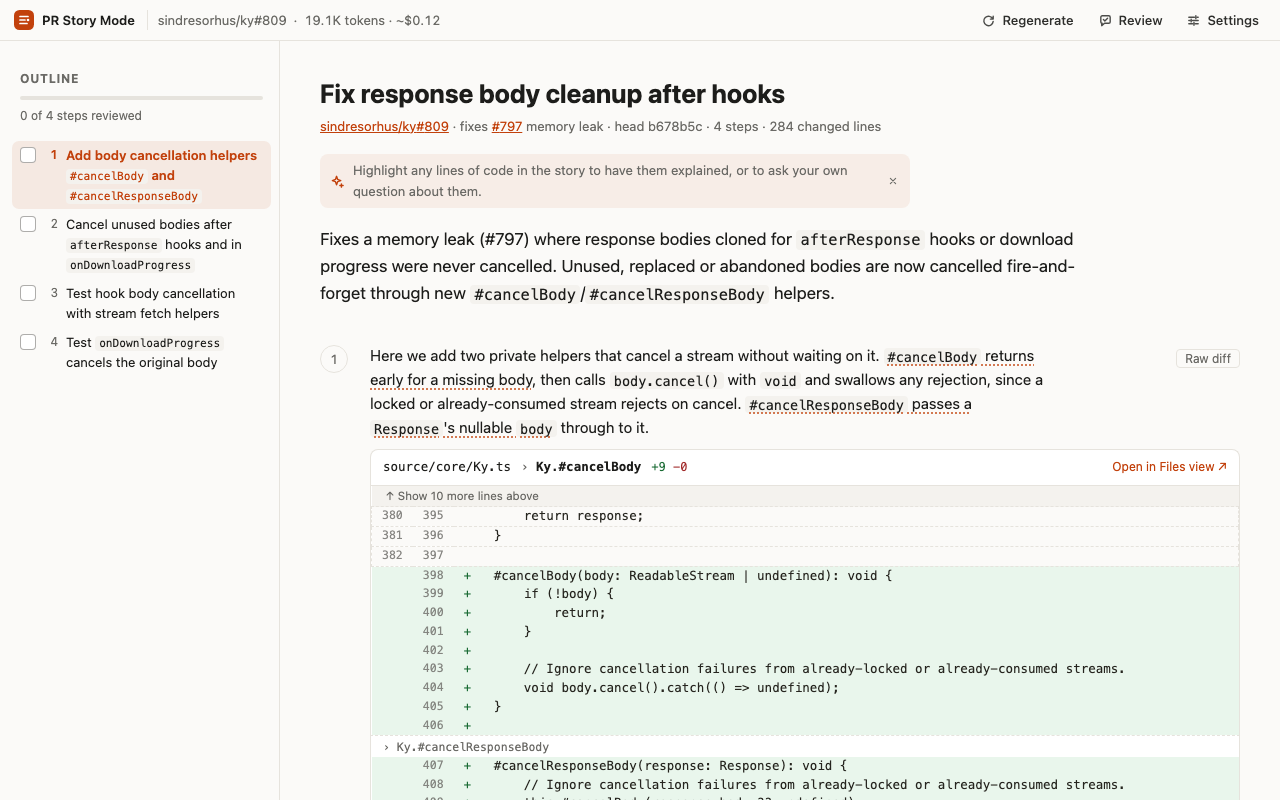 PR Story Mode sindresorhus/ky#809 · 19.1K tokens · ~$0.12 Regenerate Review Settings
OUTLINE
0 of 4 steps reviewed
1 Add body cancellation helpers
#cancelBody and
#cancelResponseBody
2 Cancel unused bodies after
afterResponse hooks and in
onDownloadProgress
3 Test hook body cancellation
with stream fetch helpers
4 Test onDownloadProgress
cancels the original body
Fix response body cleanup after hooks
sindresorhus/ky#809 · fixes #797 memory leak · head b678b5c · 4 steps · 284 changed lines
Highlight any lines of code in the story to have them explained, or to ask your own
question about them.
Fixes a memory leak (#797) where response bodies cloned for afterResponse hooks or download
progress were never cancelled. Unused, replaced or abandoned bodies are now cancelled fire-and-
forget through new #cancelBody / #cancelResponseBody helpers.
1 Here we add two private helpers that cancel a stream without waiting on it. #cancelBody returns
early for a missing body, then calls body.cancel() with void and swallows any rejection, since a
locked or already-consumed stream rejects on cancel. #cancelResponseBody passes a
Response 's nullable body through to it.
Raw diff
source/core/Ky.ts › Ky.#cancelBody +9 −0 Open in Files view ↗
↑ Show 10 more lines above
380 395 return response;
381 396 }
382 397
398 + #cancelBody(body: ReadableStream | undefined): void {
399 + if (!body) {
400 + return;
401 + }
402 +
403 + // Ignore cancellation failures from already-locked or already-consumed streams.
404 + void body.cancel().catch(() => undefined);
405 + }
406 +
› Ky.#cancelResponseBody
407 + #cancelResponseBody(response: Response): void {
408 + // Ignore cancellation failures from already-locked or already-consumed streams.